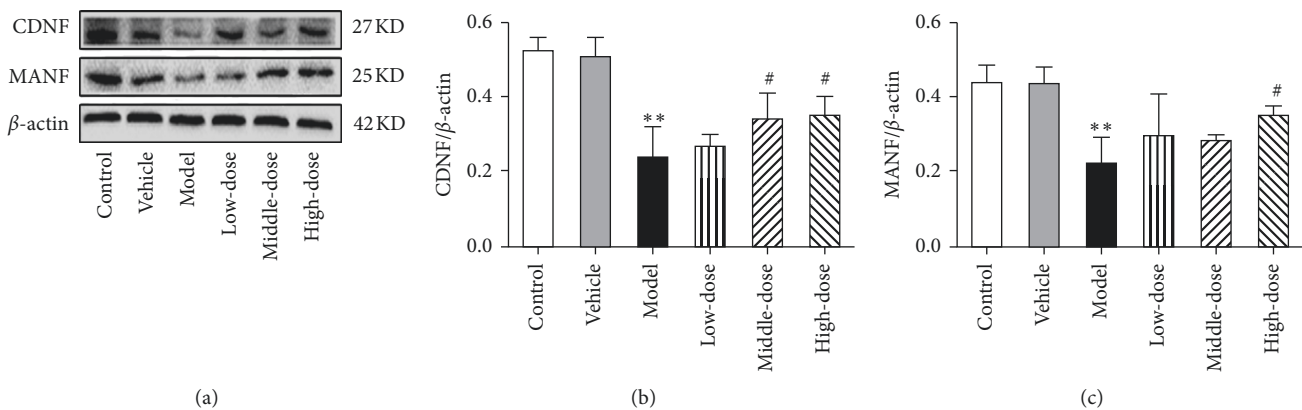 CDNF 27 KD
MANF 25 KD
β-actin 42 KD
Control
Vehicle
Model
Low-dose
Middle-dose
High-dose
(a)
CDNF/β-actin
0.6
0.4
0.2
0.0
**
#
#
Control
Vehicle
Model
Low-dose
Middle-dose
High-dose
(b)
MANF/β-actin
0.6
0.4
0.2
0.0
**
#
Control
Vehicle
Model
Low-dose
Middle-dose
High-dose
(c)